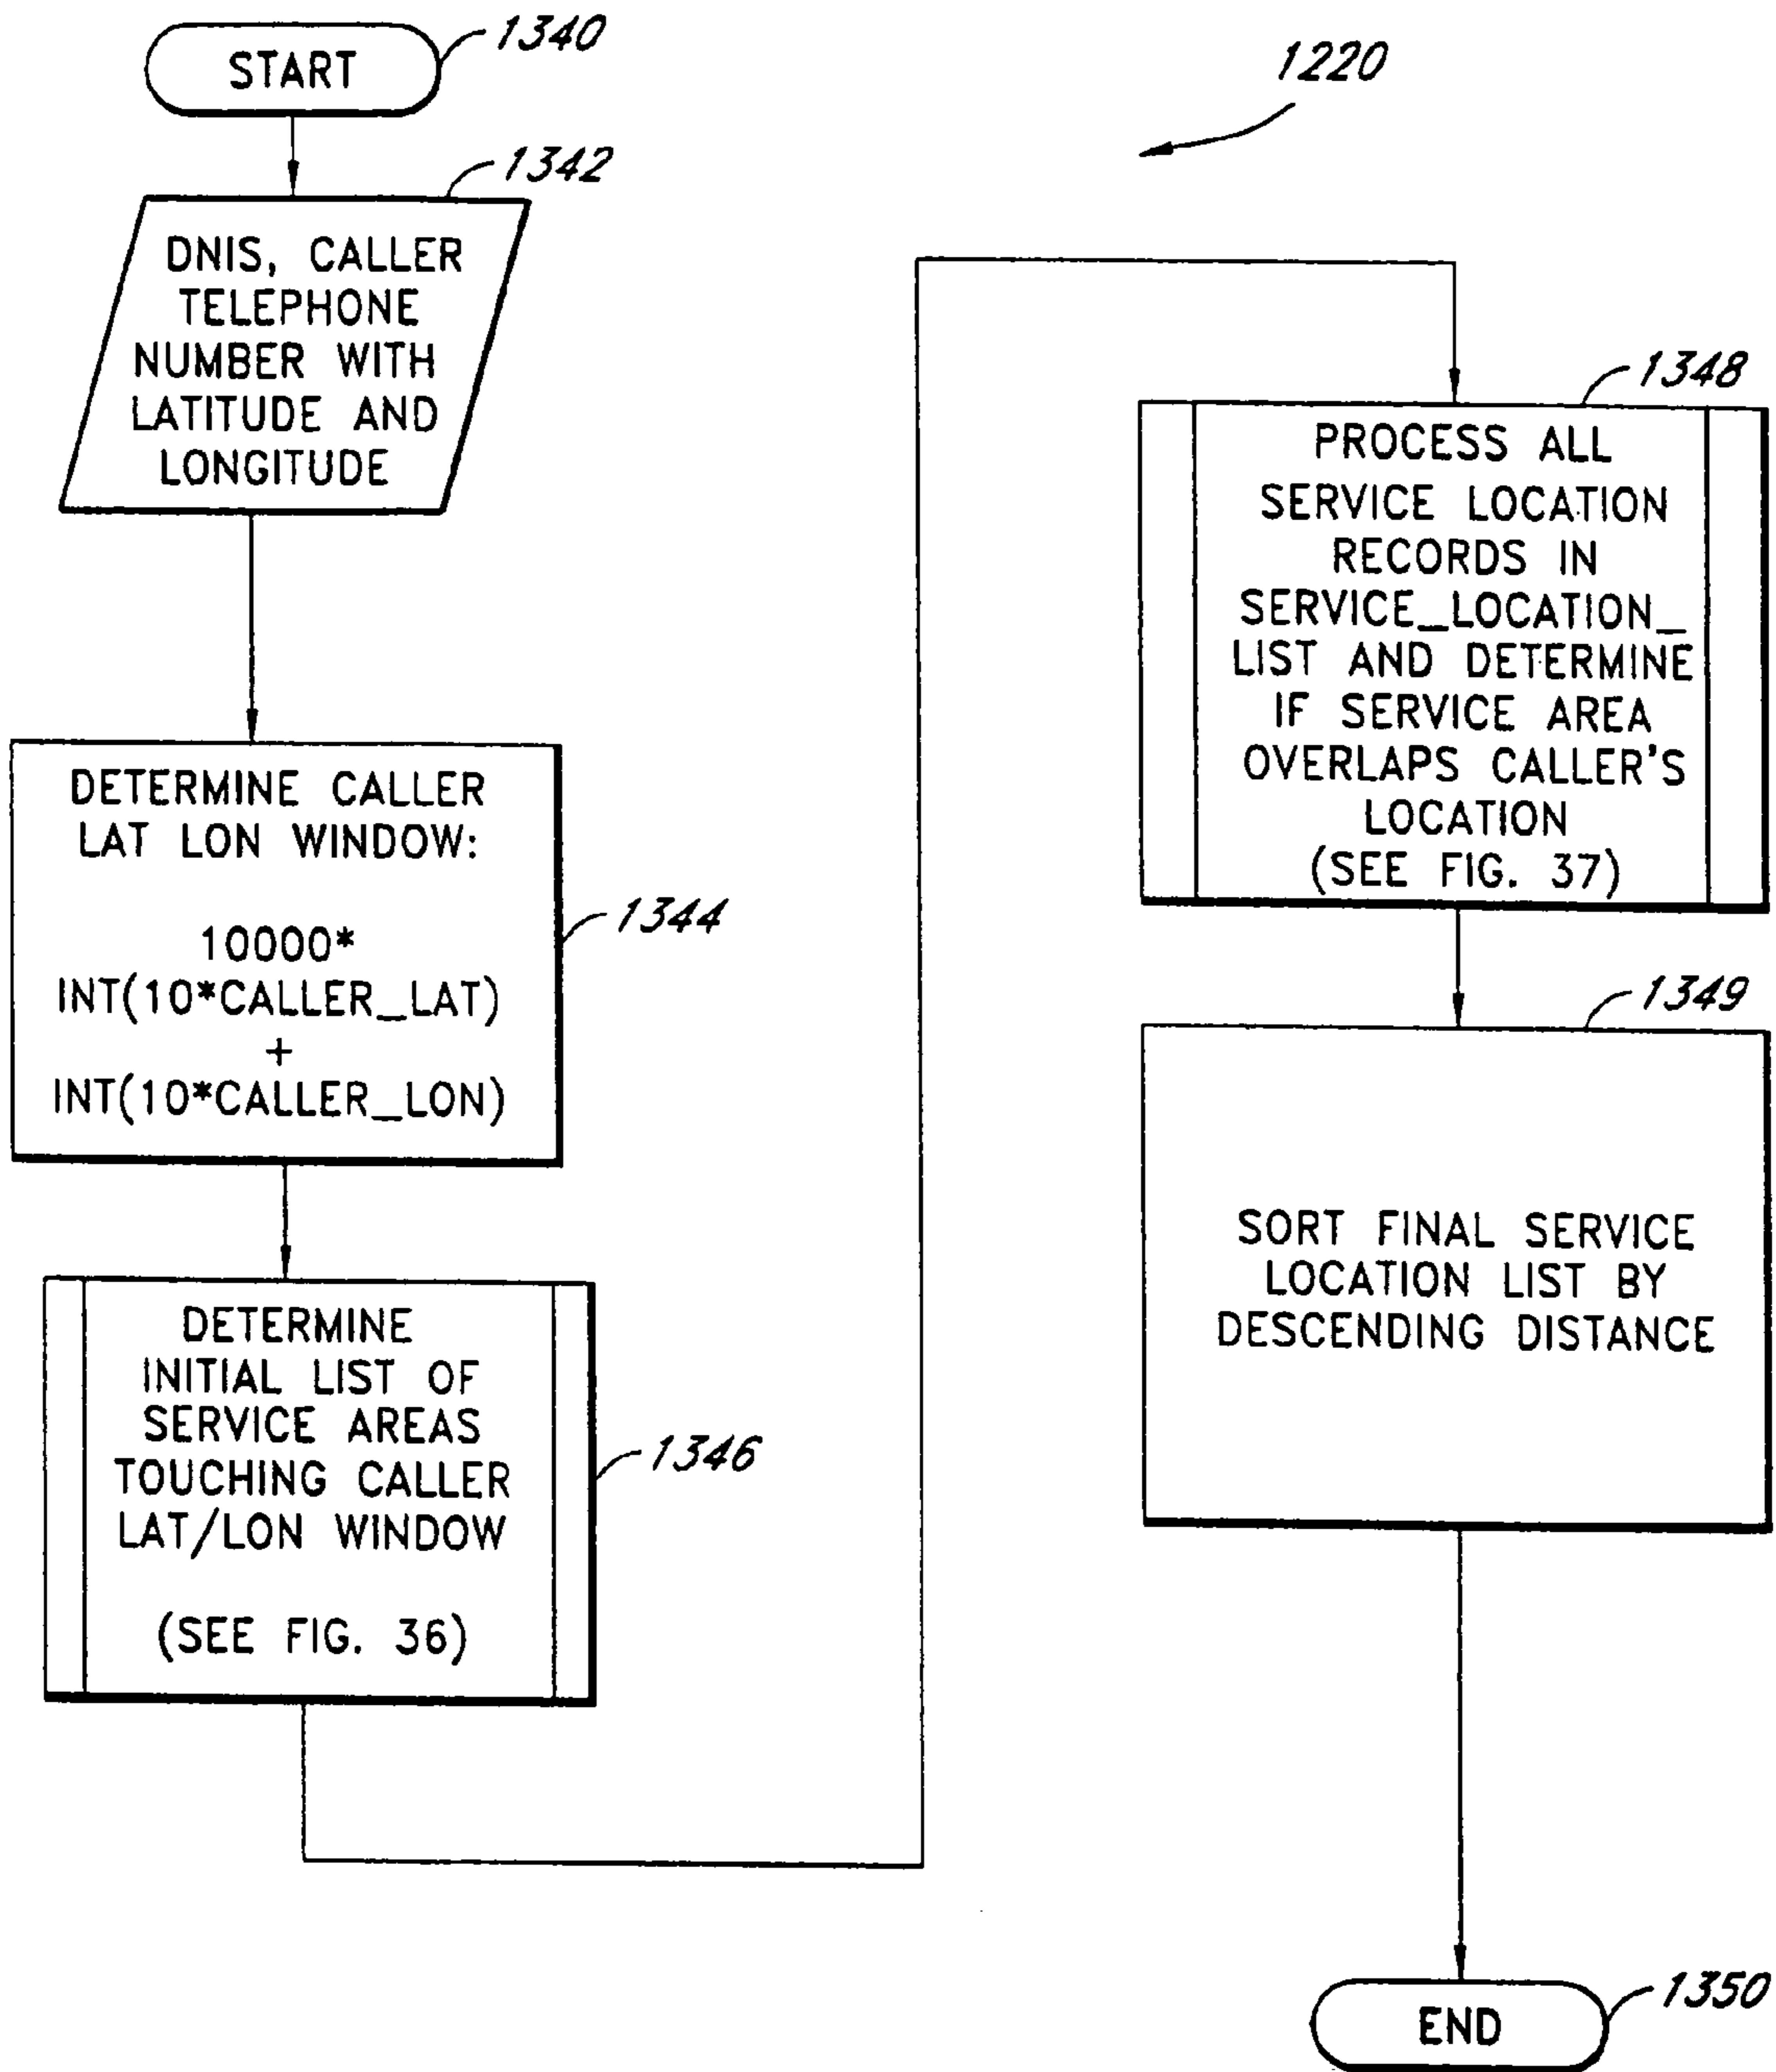 START
1340
1220
1342
DNIS, CALLER
TELEPHONE
NUMBER WITH
LATITUDE AND
LONGITUDE
DETERMINE CALLER
LAT LON WINDOW:
10000*
INT(10*CALLER_LAT)
+
INT(10*CALLER_LON)
1344
DETERMINE
INITIAL LIST OF
SERVICE AREAS
TOUCHING CALLER
LAT/LON WINDOW
(SEE FIG. 36)
1346
1348
PROCESS ALL
SERVICE LOCATION
RECORDS IN
SERVICE_LOCATION_
LIST AND DETERMINE
IF SERVICE AREA
OVERLAPS CALLER'S
LOCATION
(SEE FIG. 37)
1349
SORT FINAL SERVICE
LOCATION LIST BY
DESCENDING DISTANCE
END
1350